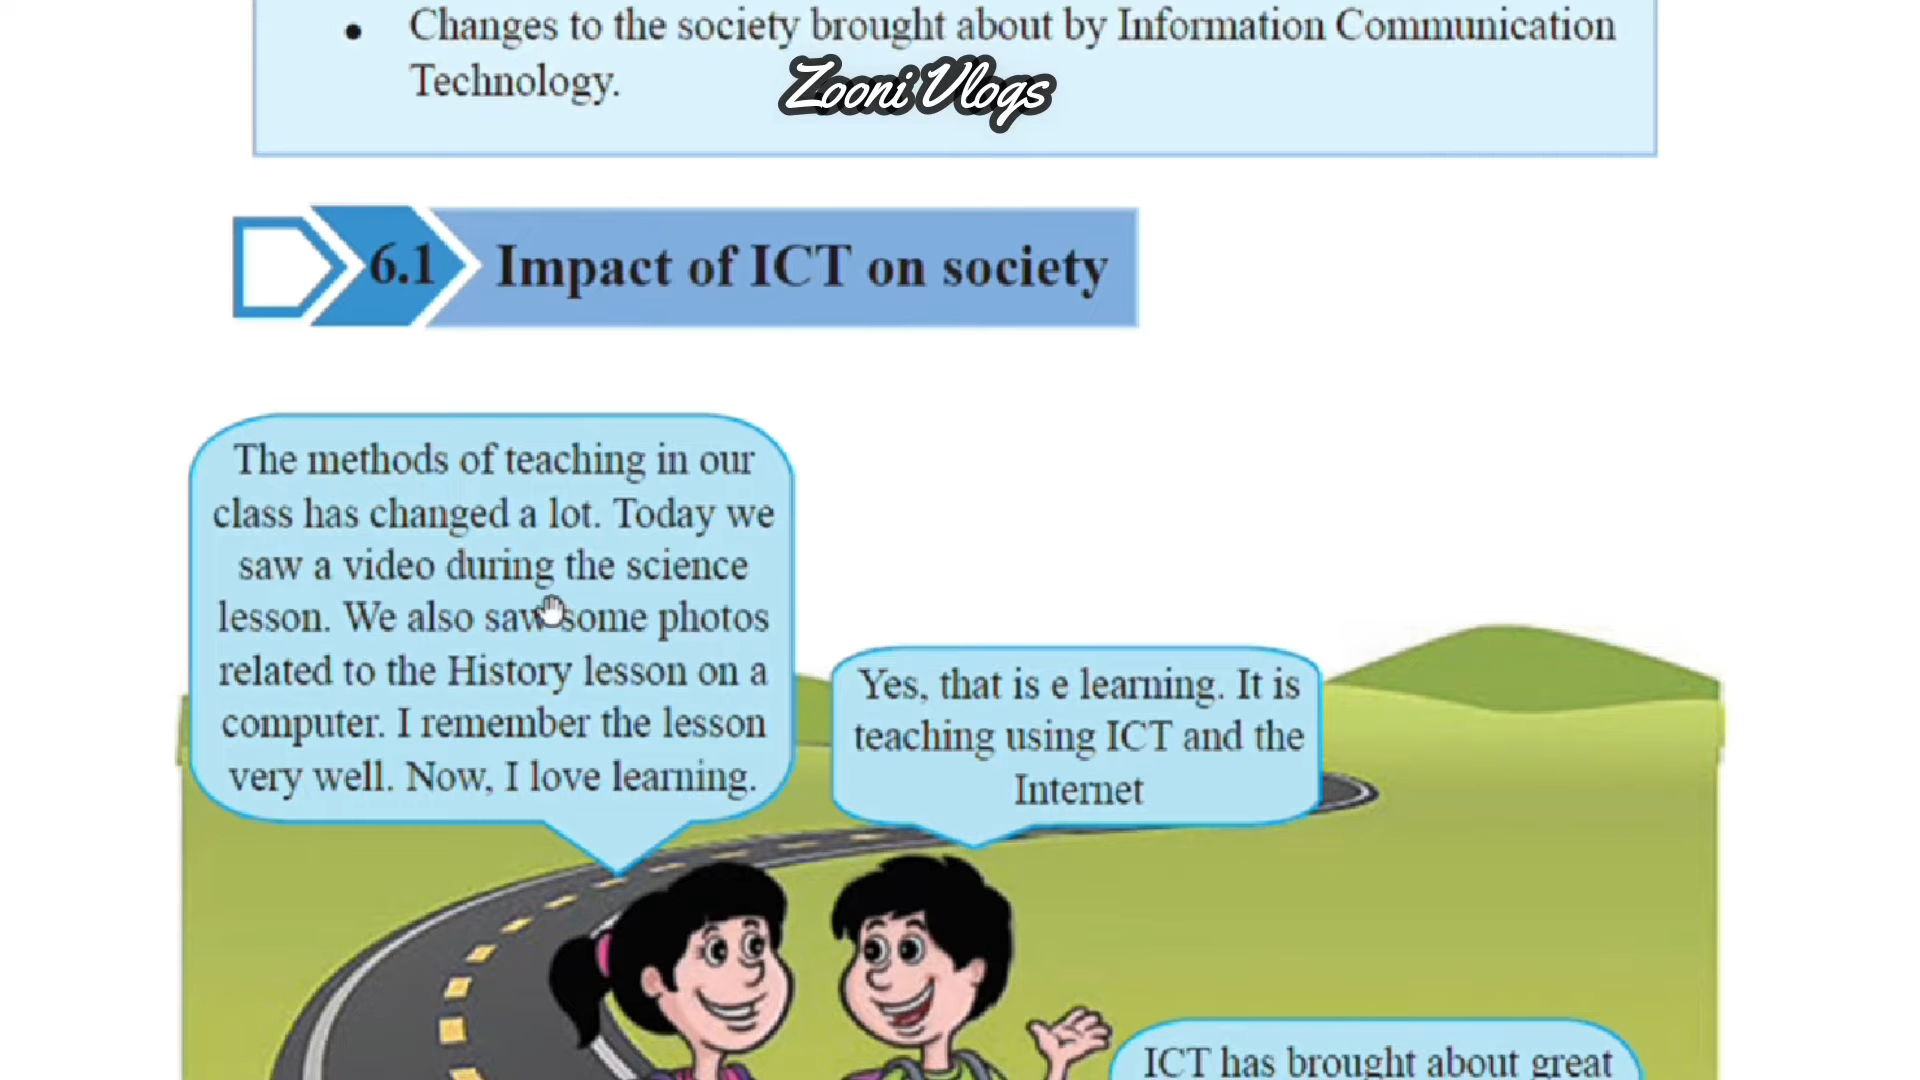 • Changes to the society brought about by Information Communication
Technology.
Zooni Vlogs
6.1 Impact of ICT on society
The methods of teaching in our
class has changed a lot. Today we
saw a video during the science
lesson. We also saw some photos
related to the History lesson on a
computer. I remember the lesson
very well. Now, I love learning.
Yes, that is e learning. It is
teaching using ICT and the
Internet
ICT has brought about great